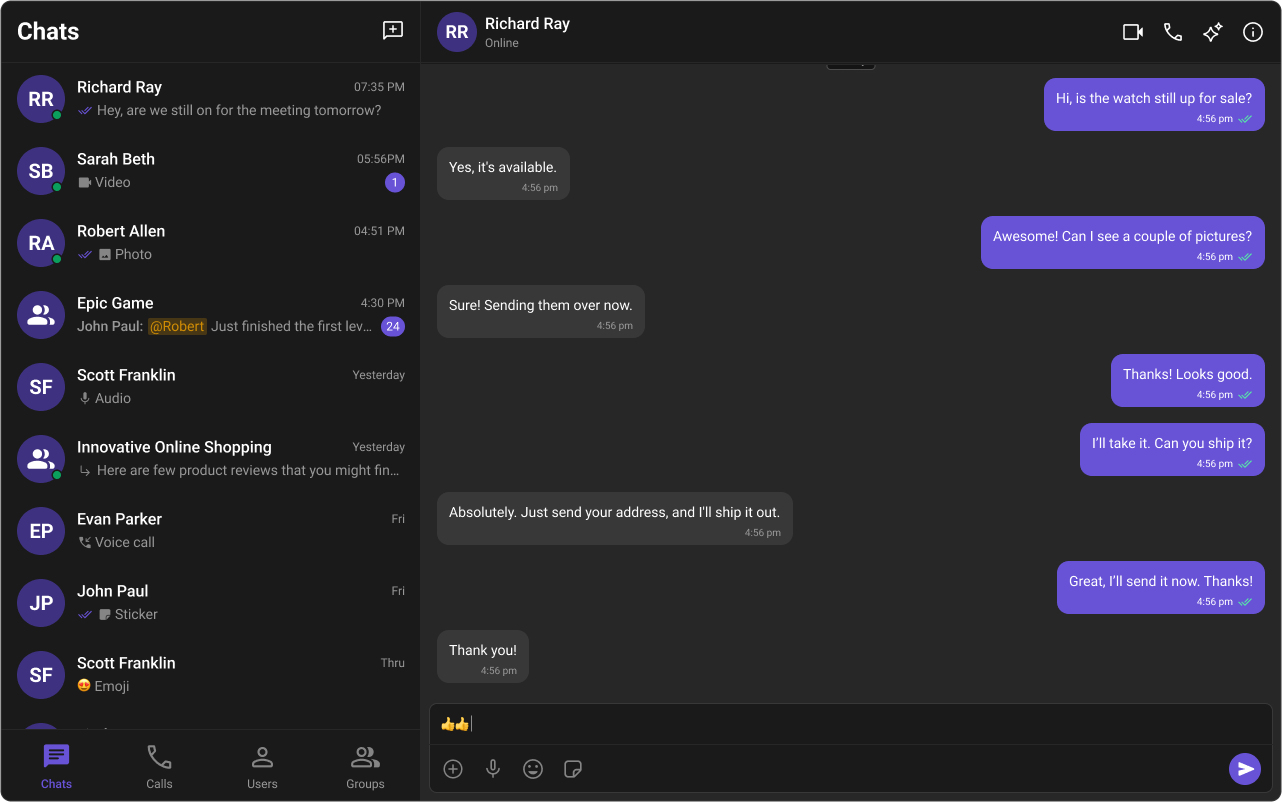 Chats
RR
Richard Ray
07:35 PM
Hey, are we still on for the meeting tomorrow?
SB
Sarah Beth
05:56PM
Video
1
RA
Robert Allen
04:51 PM
Photo
Epic Game
4:30 PM
John Paul: @Robert Just finished the first lev...
24
SF
Scott Franklin
Yesterday
Audio
Innovative Online Shopping
Yesterday
Here are few product reviews that you might fin...
EP
Evan Parker
Fri
Voice call
JP
John Paul
Fri
Sticker
SF
Scott Franklin
Thru
😍 Emoji
Chats
Calls
Users
Groups
RR
Richard Ray
Online
Hi, is the watch still up for sale?
4:56 pm
Yes, it's available.
4:56 pm
Awesome! Can I see a couple of pictures?
4:56 pm
Sure! Sending them over now.
4:56 pm
Thanks! Looks good.
4:56 pm
I'll take it. Can you ship it?
4:56 pm
Absolutely. Just send your address, and I'll ship it out.
4:56 pm
Great, I'll send it now. Thanks!
4:56 pm
Thank you!
4:56 pm
👍👍